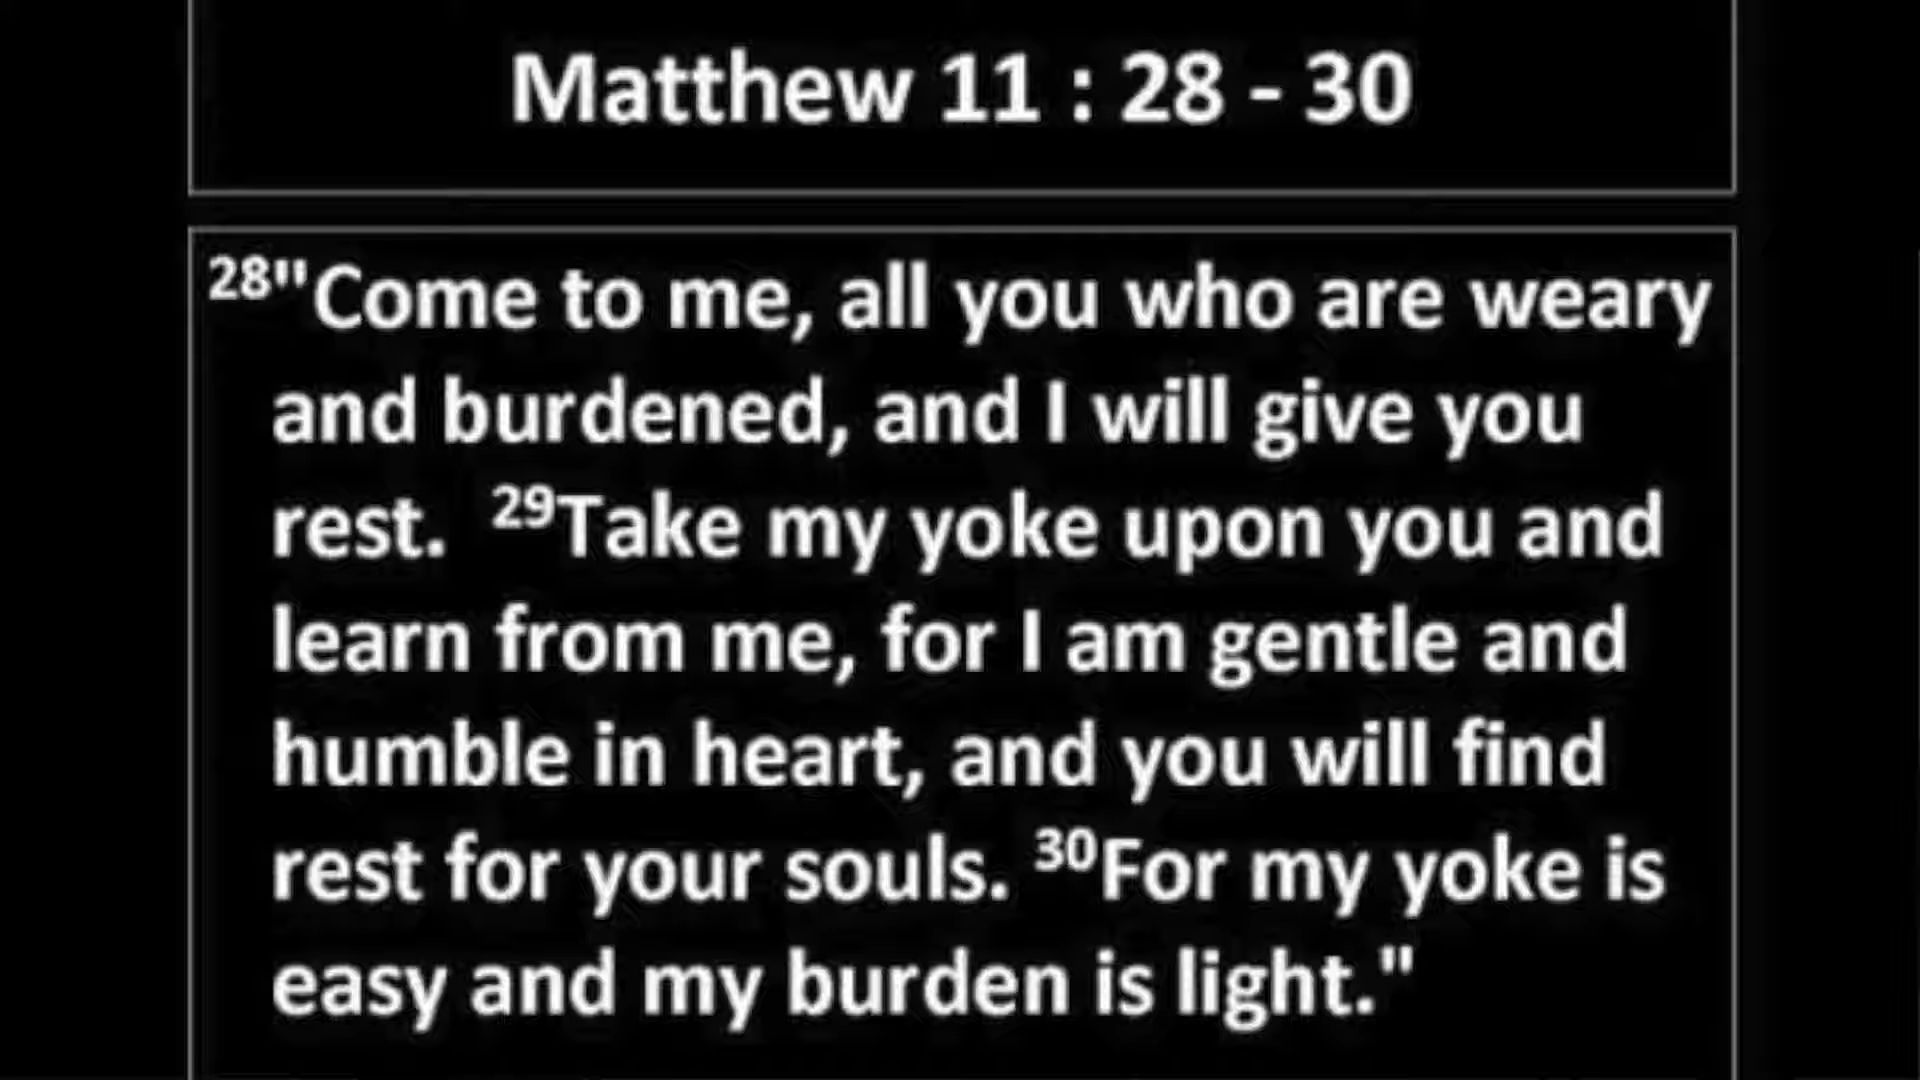 Matthew 11 : 28 - 30
28"Come to me, all you who are weary
and burdened, and I will give you
rest. 29Take my yoke upon you and
learn from me, for I am gentle and
humble in heart, and you will find
rest for your souls. 30For my yoke is
easy and my burden is light."